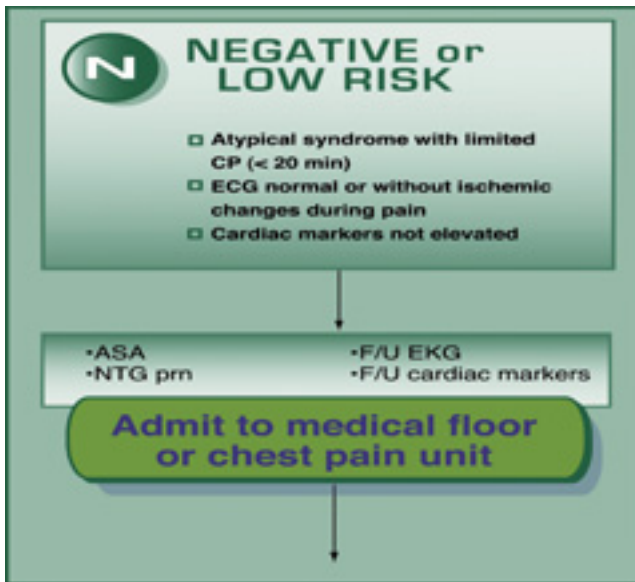 N
NEGATIVE or
LOW RISK
Atypical syndrome with limited
CP (< 20 min)
ECG normal or without ischemic
changes during pain
Cardiac markers not elevated
•ASA
•NTG prn
•F/U EKG
•F/U cardiac markers
Admit to medical floor
or chest pain unit